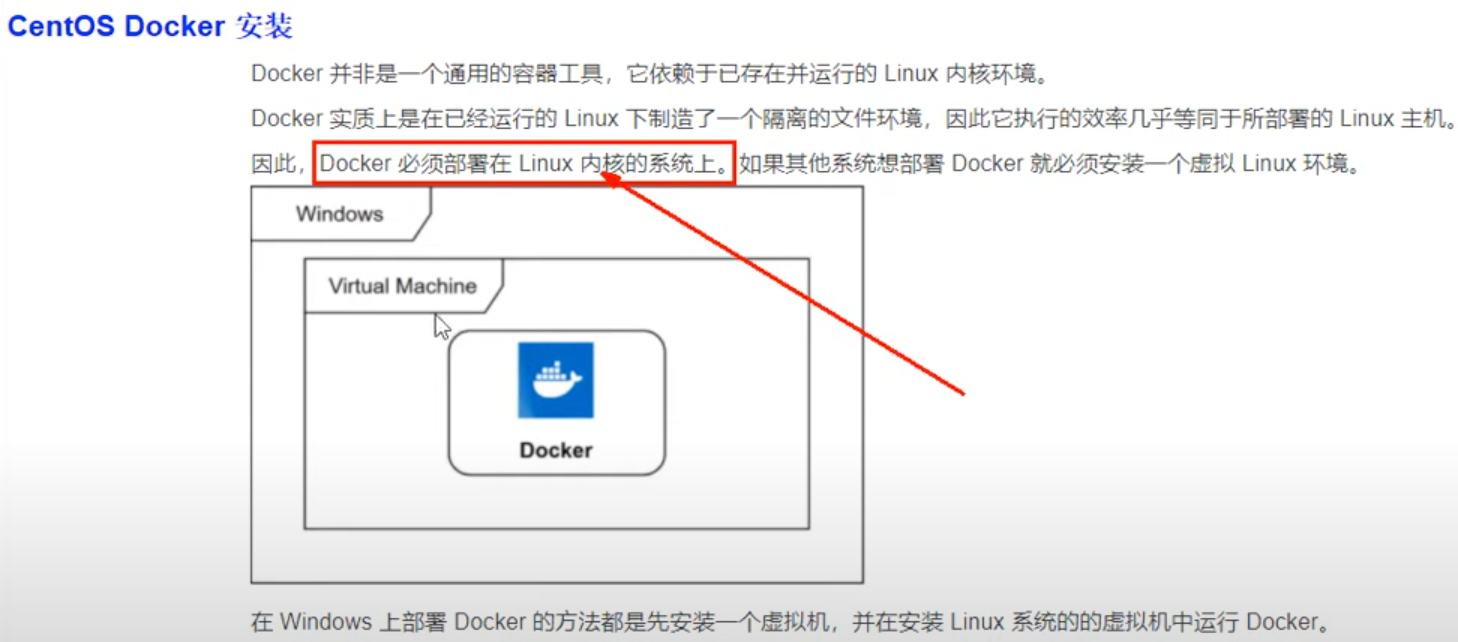 CentOS Docker 安装
Docker 并非是一个通用的容器工具，它依赖于已存在并运行的 Linux 内核环境。
Docker 实质上是在已经运行的 Linux 下制造了一个隔离的文件环境，因此它执行的效率几乎等同于所部署的 Linux 主机。
因此，Docker 必须部署在 Linux 内核的系统上。如果其他系统想部署 Docker 就必须安装一个虚拟 Linux 环境。
Windows
Virtual Machine
Docker
在 Windows 上部署 Docker 的方法都是先安装一个虚拟机，并在安装 Linux 系统的的虚拟机中运行 Docker。